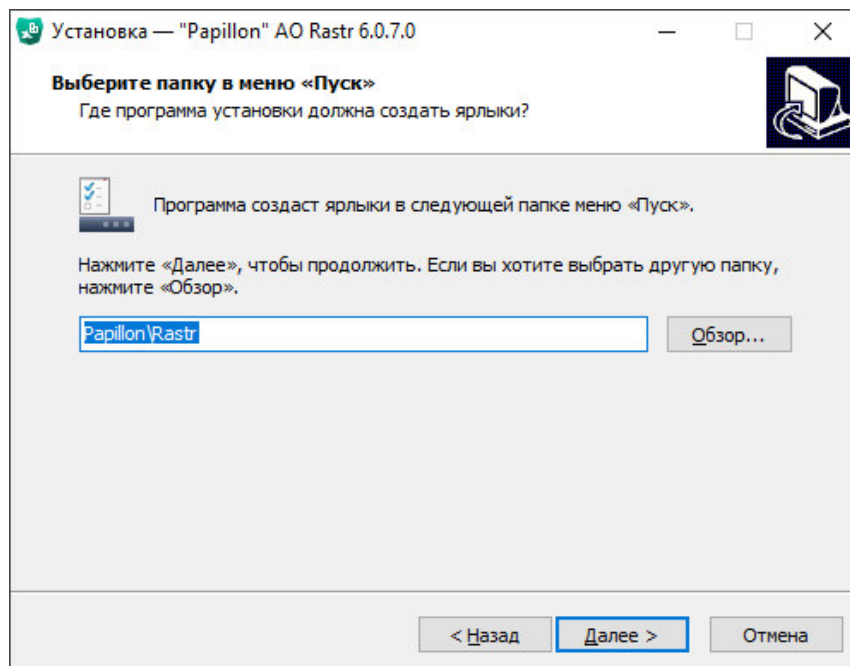 Установка — "Papillon" AO Rastr 6.0.7.0
Выберите папку в меню «Пуск»
Где программа установки должна создать ярлыки?
Программа создаст ярлыки в следующей папке меню «Пуск».
Нажмите «Далее», чтобы продолжить. Если вы хотите выбрать другую папку,
нажмите «Обзор».
Papillon\Rastr
Обзор...
< Назад
Далее >
Отмена